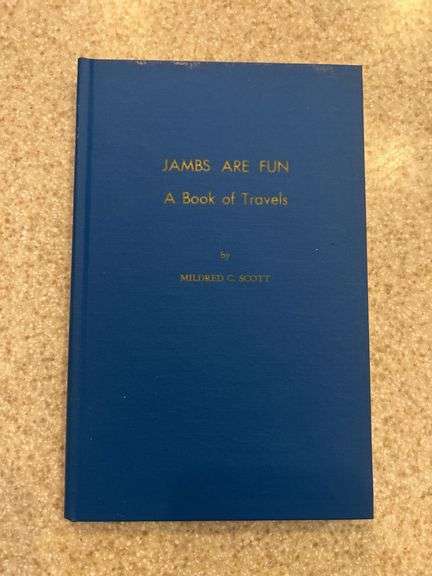 JAMBS ARE FUN
A Book of Travels
by
MILDRED C. SCOTT